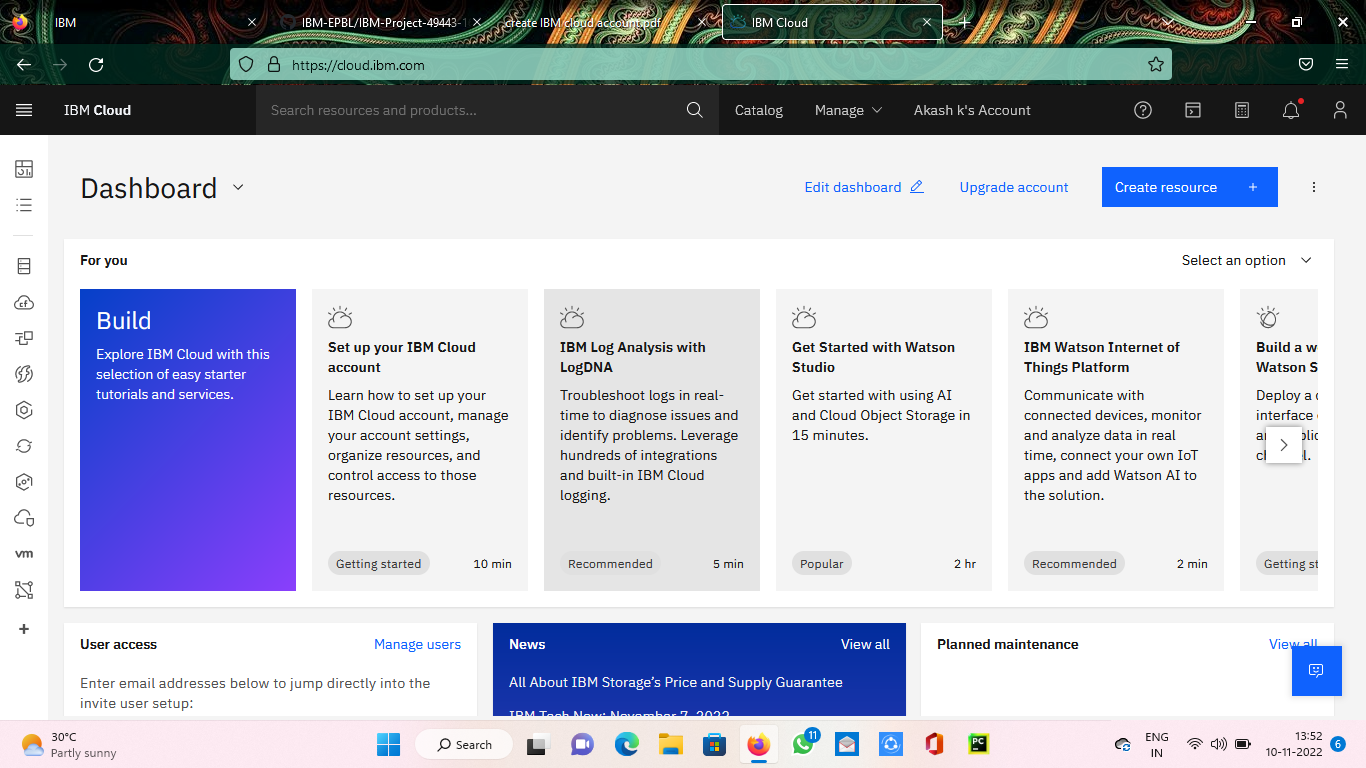 IBM
IBM-EPBL/IBM-Project-49443-1
create IBM cloud account.pdf
IBM Cloud
https://cloud.ibm.com
IBM Cloud
Search resources and products...
Catalog
Manage
Akash k's Account
Dashboard
Edit dashboard
Upgrade account
Create resource +
For you
Select an option
Build
Explore IBM Cloud with this
selection of easy starter
tutorials and services.
Set up your IBM Cloud
account
Learn how to set up your
IBM Cloud account, manage
your account settings,
organize resources, and
control access to those
resources.
Getting started
10 min
IBM Log Analysis with
LogDNA
Troubleshoot logs in real-
time to diagnose issues and
identify problems. Leverage
hundreds of integrations
and built-in IBM Cloud
logging.
Recommended
5 min
Get Started with Watson
Studio
Get started with using AI
and Cloud Object Storage in
15 minutes.
Popular
2 hr
IBM Watson Internet of
Things Platform
Communicate with
connected devices, monitor
and analyze data in real
time, connect your own IoT
apps and add Watson AI to
the solution.
Recommended
2 min
Build a w
Watson S
Deploy a
interface
Getting st
cf
vm
User access
Manage users
Enter email addresses below to jump directly into the
invite user setup:
News
View all
All About IBM Storage’s Price and Supply Guarantee
IBM Tech Now: November 7, 2022
Planned maintenance
View all
30°C
Partly sunny
Search
11
PC
ENG
IN
13:52
10-11-2022
6